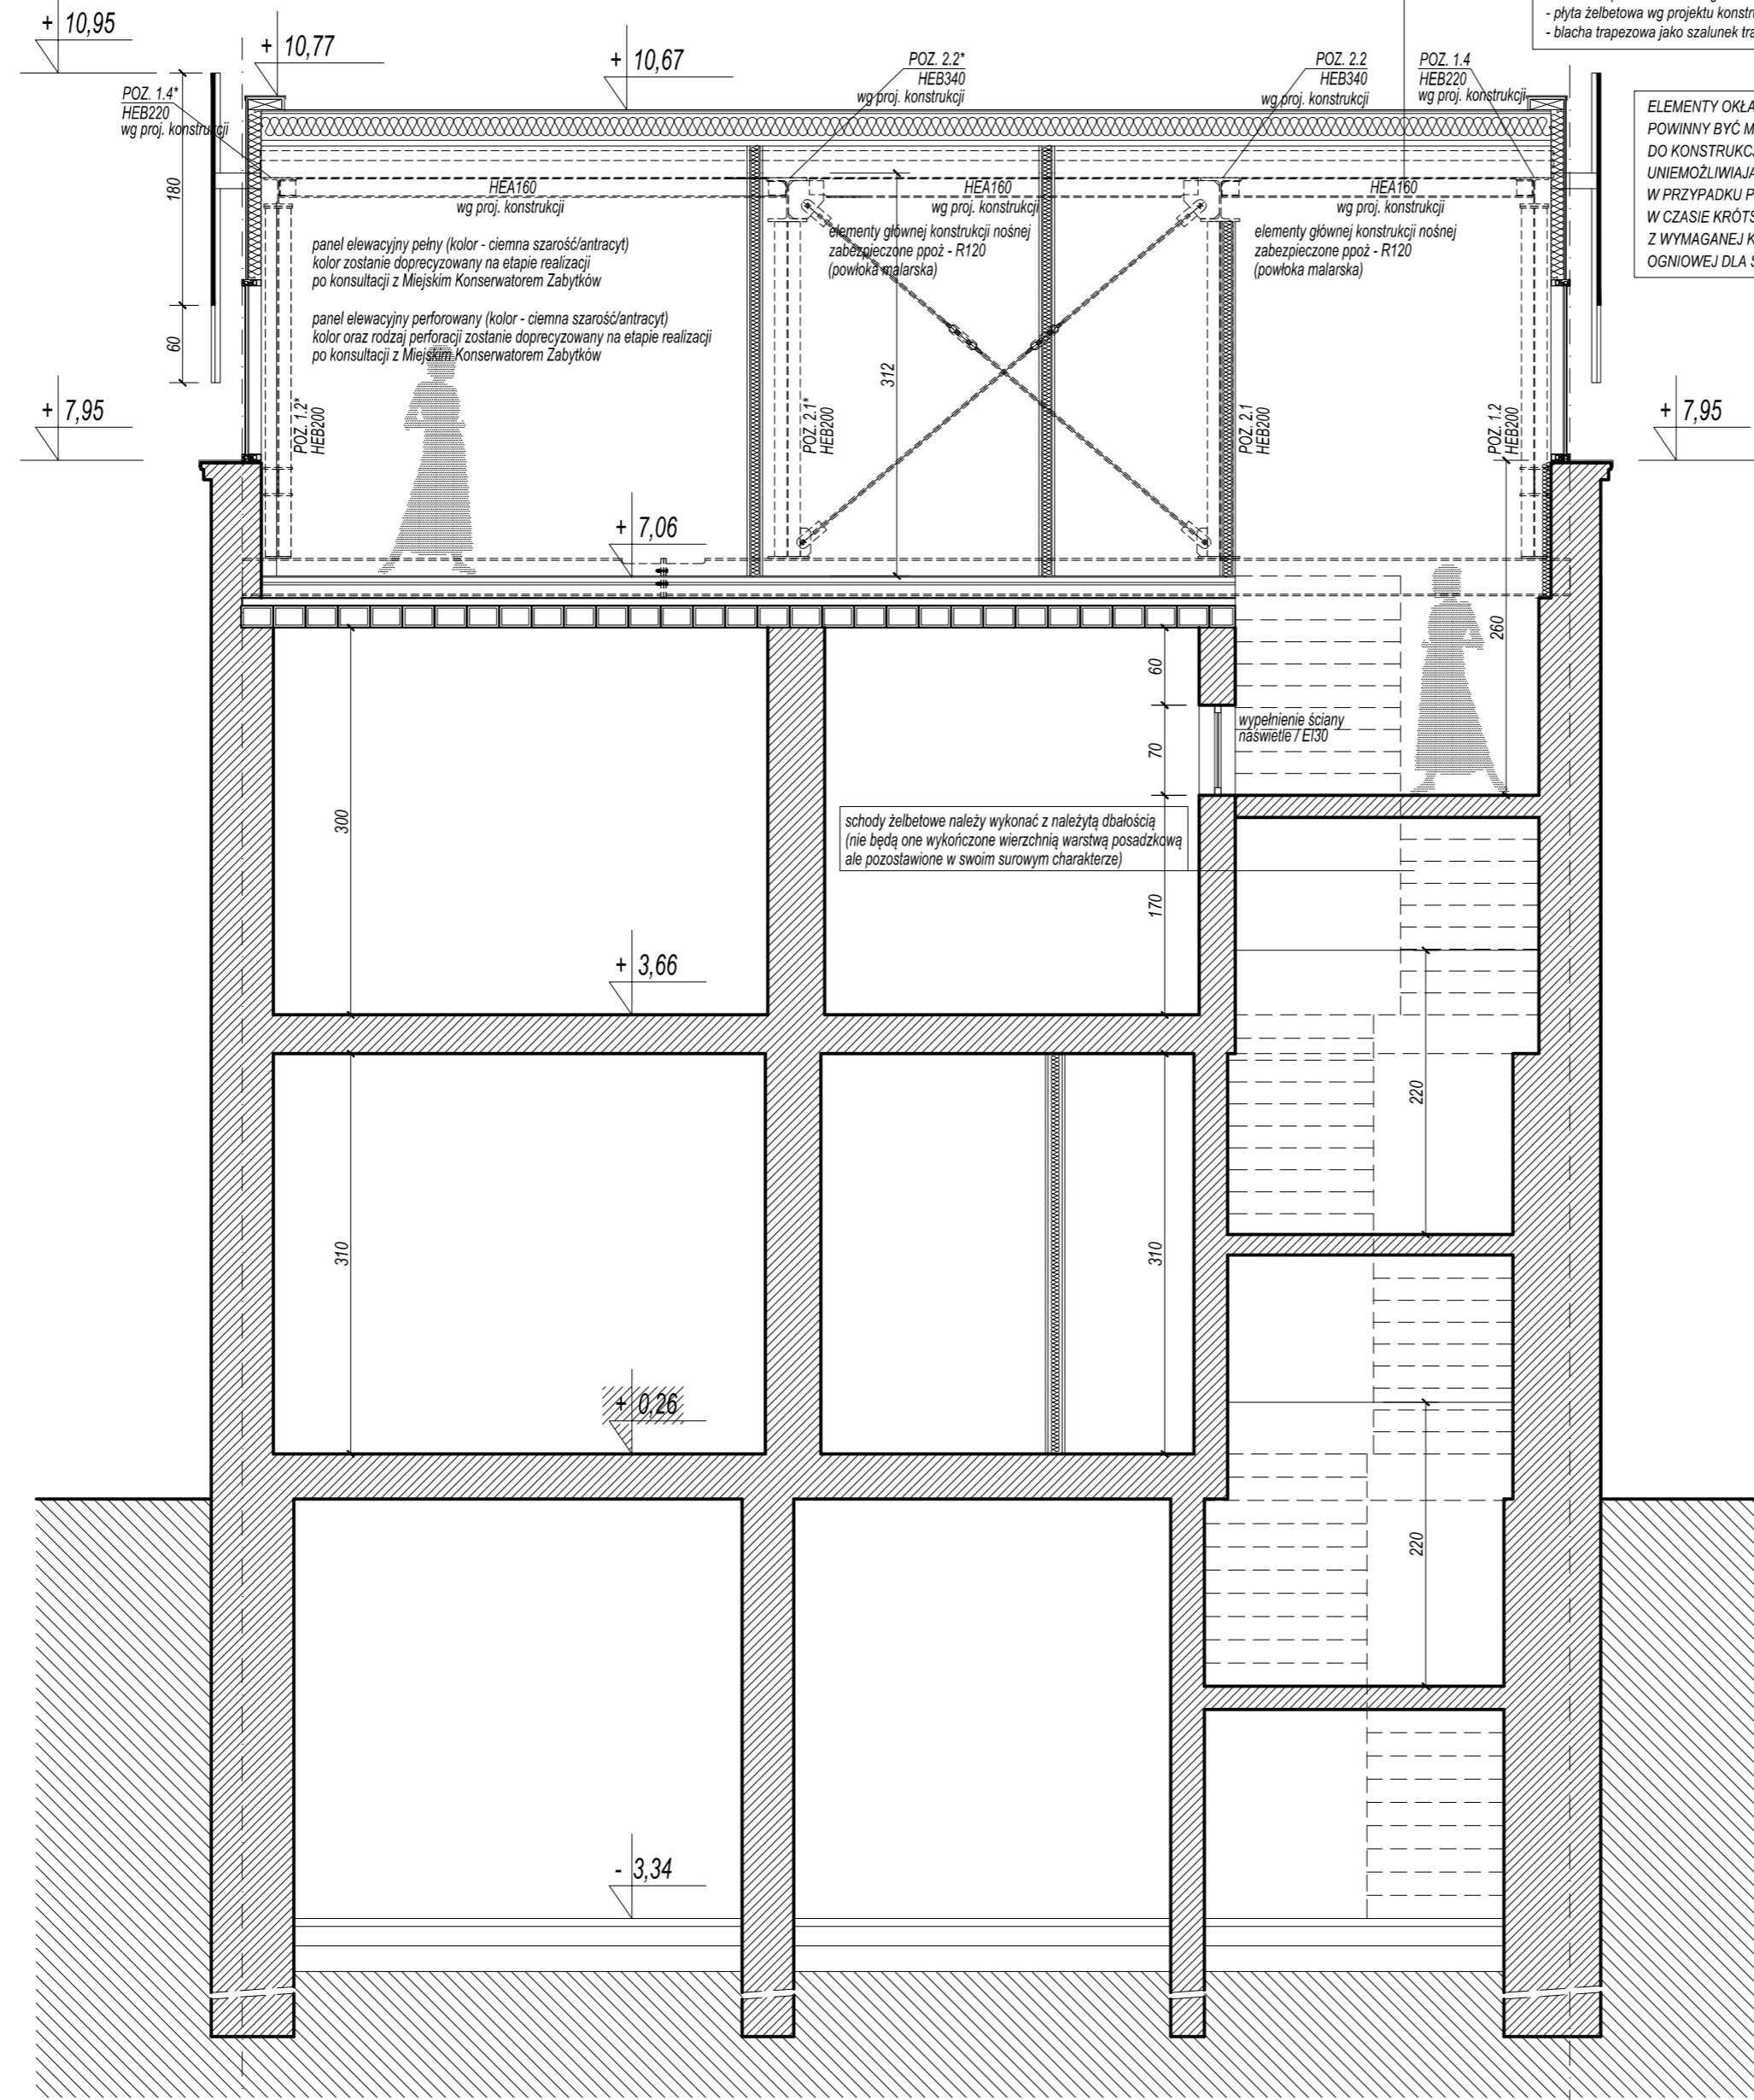 - płyta żelbetowa wg projektu
- blacha trapezowa jako szalunek
+ 10,95
+ 10,77
+ 10,67
POZ. 1.4*
HEB220
wg proj. konstrukcji
POZ. 2.2*
HEB340
wg proj. konstrukcji
POZ. 2.2
HEB340
wg proj. konstrukcji
POZ. 1.4
HEB220
wg proj. konstrukcji
ELEMENTY
POWINNY BYĆ
DO
W PRZYPADKU
W CZASIE
Z WYMAGANEJ
OGNIOWEJ DLA
180
60
HEA160
wg proj. konstrukcji
HEA160
wg proj. konstrukcji
HEA160
wg proj. konstrukcji
panel elewacyjny pełny (kolor - ciemna szarość/antracyt)
kolor zostanie doprecyzowany na etapie realizacji
po konsultacji z Miejskim Konserwatorem Zabytków
panel elewacyjny perforowany (kolor - ciemna szarość/antracyt)
kolor oraz rodzaj perforacji zostanie doprecyzowany na etapie realizacji
po konsultacji z Miejskim Konserwatorem Zabytków
elementy głównej konstrukcji nośnej
zabezpieczone ppoż - R120
(powłoka malarska)
elementy głównej konstrukcji nośnej
zabezpieczone ppoż - R120
(powłoka malarska)
312
+ 7,95
+ 7,95
POZ. 1.2*
HEB200
POZ. 2.1*
HEB200
POZ. 2.1
HEB200
POZ. 1.2
HEB200
+ 7,06
260
60
70
170
wypełnienie ściany
naświetle / EI30
300
schody żelbetowe należy wykonać z należytą dbałością
(nie będą one wykończone wierzchnią warstwą posadzkową
ale pozostawione w swoim surowym charakterze)
+ 3,66
220
310
310
+ 0,26
220
- 3,34